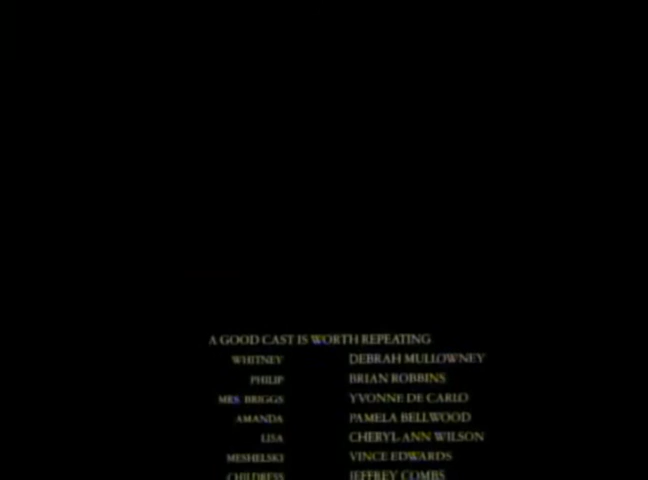 A GOOD CAST IS WORTH REPEATING
WHITNEY DEBRAH MULLOWNEY
PHILIP BRIAN ROBBINS
MRS. BRIGGS YVONNE DE CARLO
AMANDA PAMELA BELLWOOD
LISA CHERYL-ANN WILSON
MESHELSKI VINCE EDWARDS
CHILDRESS JEFFREY COMBS